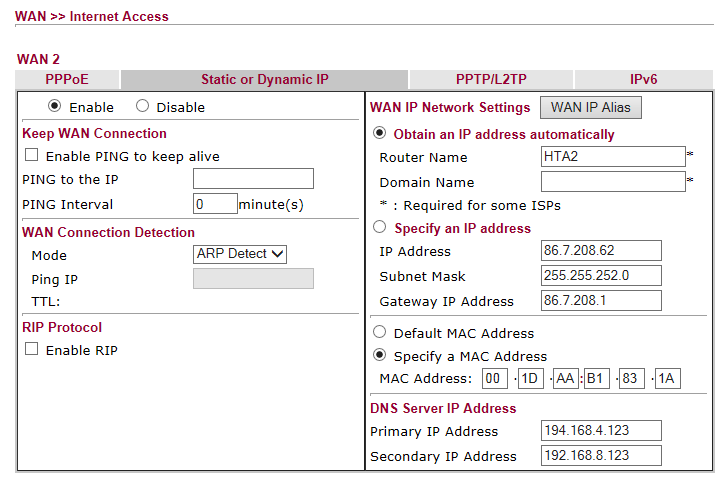 WAN >> Internet Access
WAN 2
PPPoE Static or Dynamic IP PPTP/L2TP IPv6
Enable Disable
Keep WAN Connection
Enable PING to keep alive
PING to the IP
PING Interval 0 minute(s)
WAN Connection Detection
Mode ARP Detect
Ping IP
TTL:
RIP Protocol
Enable RIP
WAN IP Network Settings WAN IP Alias
Obtain an IP address automatically
Router Name HTA2 *
Domain Name *
* : Required for some ISPs
Specify an IP address
IP Address 86.7.208.62
Subnet Mask 255.255.252.0
Gateway IP Address 86.7.208.1
Default MAC Address
Specify a MAC Address
MAC Address: 00 ·1D ·AA:B1 ·83 ·1A
DNS Server IP Address
Primary IP Address 194.168.4.123
Secondary IP Address 192.168.8.123